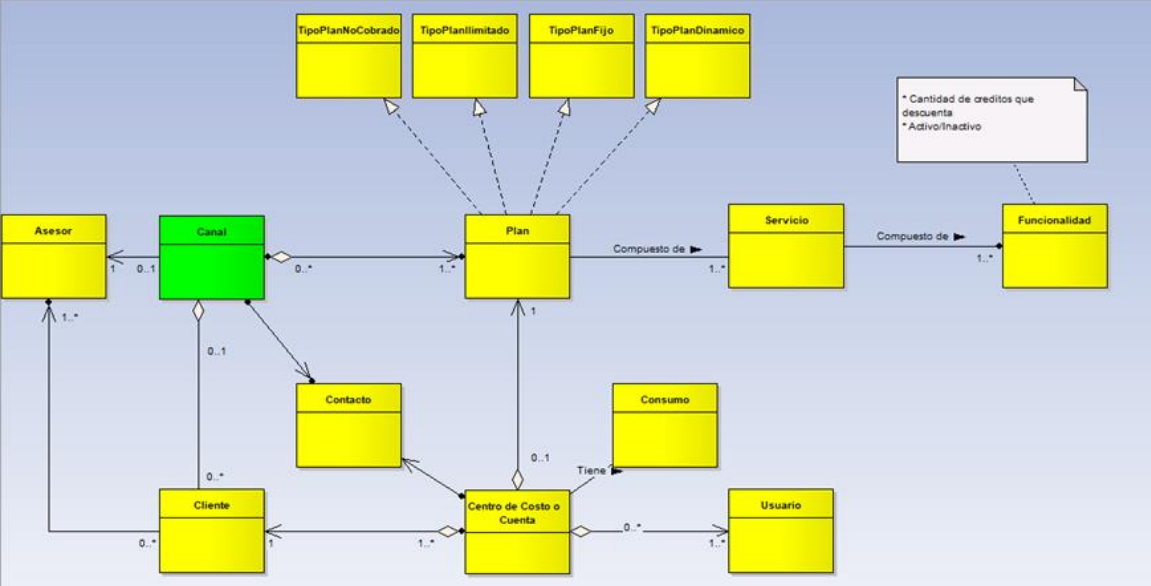 TipoPlanNoCobrado
TipoPlanIlimitado
TipoPlanFijo
TipoPlanDinamico
* Cantidad de creditos que
descuenta
* Activo/Inactivo
Asesor
Canal
Plan
Servicio
Funcionalidad
Compuesto de
Compuesto de
1
0..1
0..*
1..*
1..*
1..*
1..*
1
0..1
Contacto
Consumo
0..1
Tiene
0..*
Cliente
Centro de Costo o
Cuenta
Usuario
0..*
0..*
1
1..*
1..*